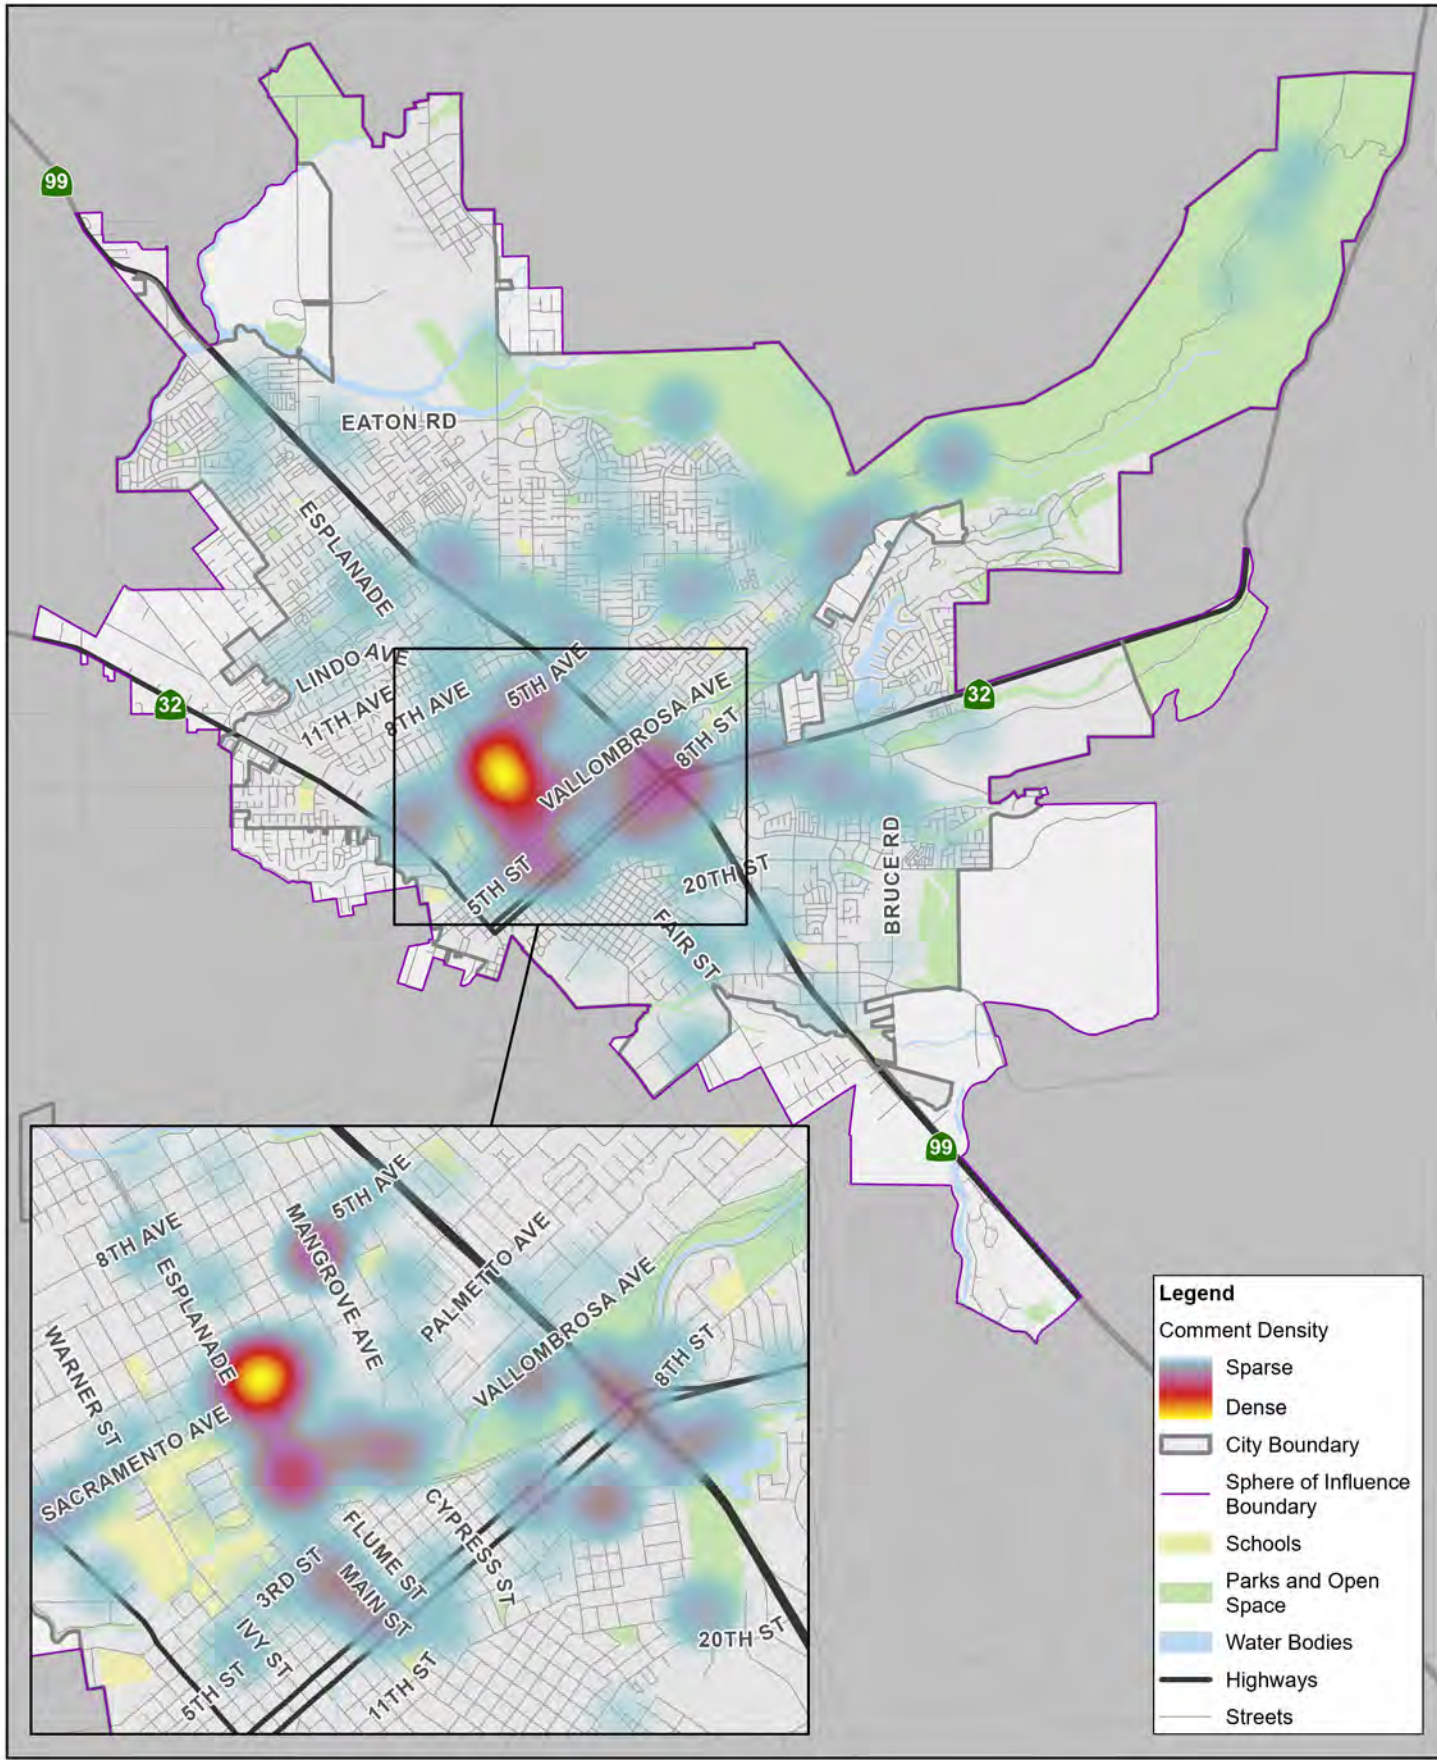 99
EATON RD
ESPLANADE
LINDO AVE
5TH AVE
32
11TH AVE
8TH AVE
VALLOMBROSA AVE
8TH ST
32
5TH ST
20TH ST
BRUCE RD
FAIR ST
99
5TH AVE
8TH AVE
MANGROVE AVE
PALMETTO AVE
ESPLANADE
VALLOMBROSA AVE
WARNER ST
8TH ST
SACRAMENTO AVE
CYPRESS ST
FLUME ST
3RD ST
MAIN ST
IVY ST
20TH ST
5TH ST
11TH ST
Legend
Comment Density
Sparse
Dense
City Boundary
Sphere of Influence
Boundary
Schools
Parks and Open
Space
Water Bodies
Highways
Streets